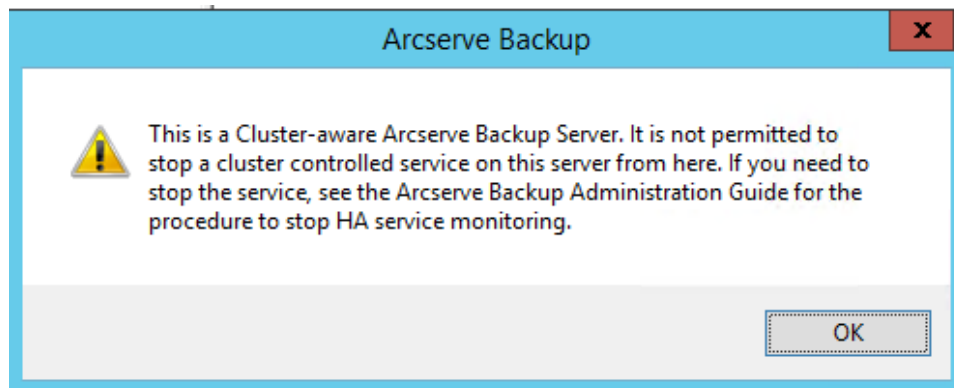 Arcserve Backup
x
This is a Cluster-aware Arcserve Backup Server. It is not permitted to
stop a cluster controlled service on this server from here. If you need to
stop the service, see the Arcserve Backup Administration Guide for the
procedure to stop HA service monitoring.
OK